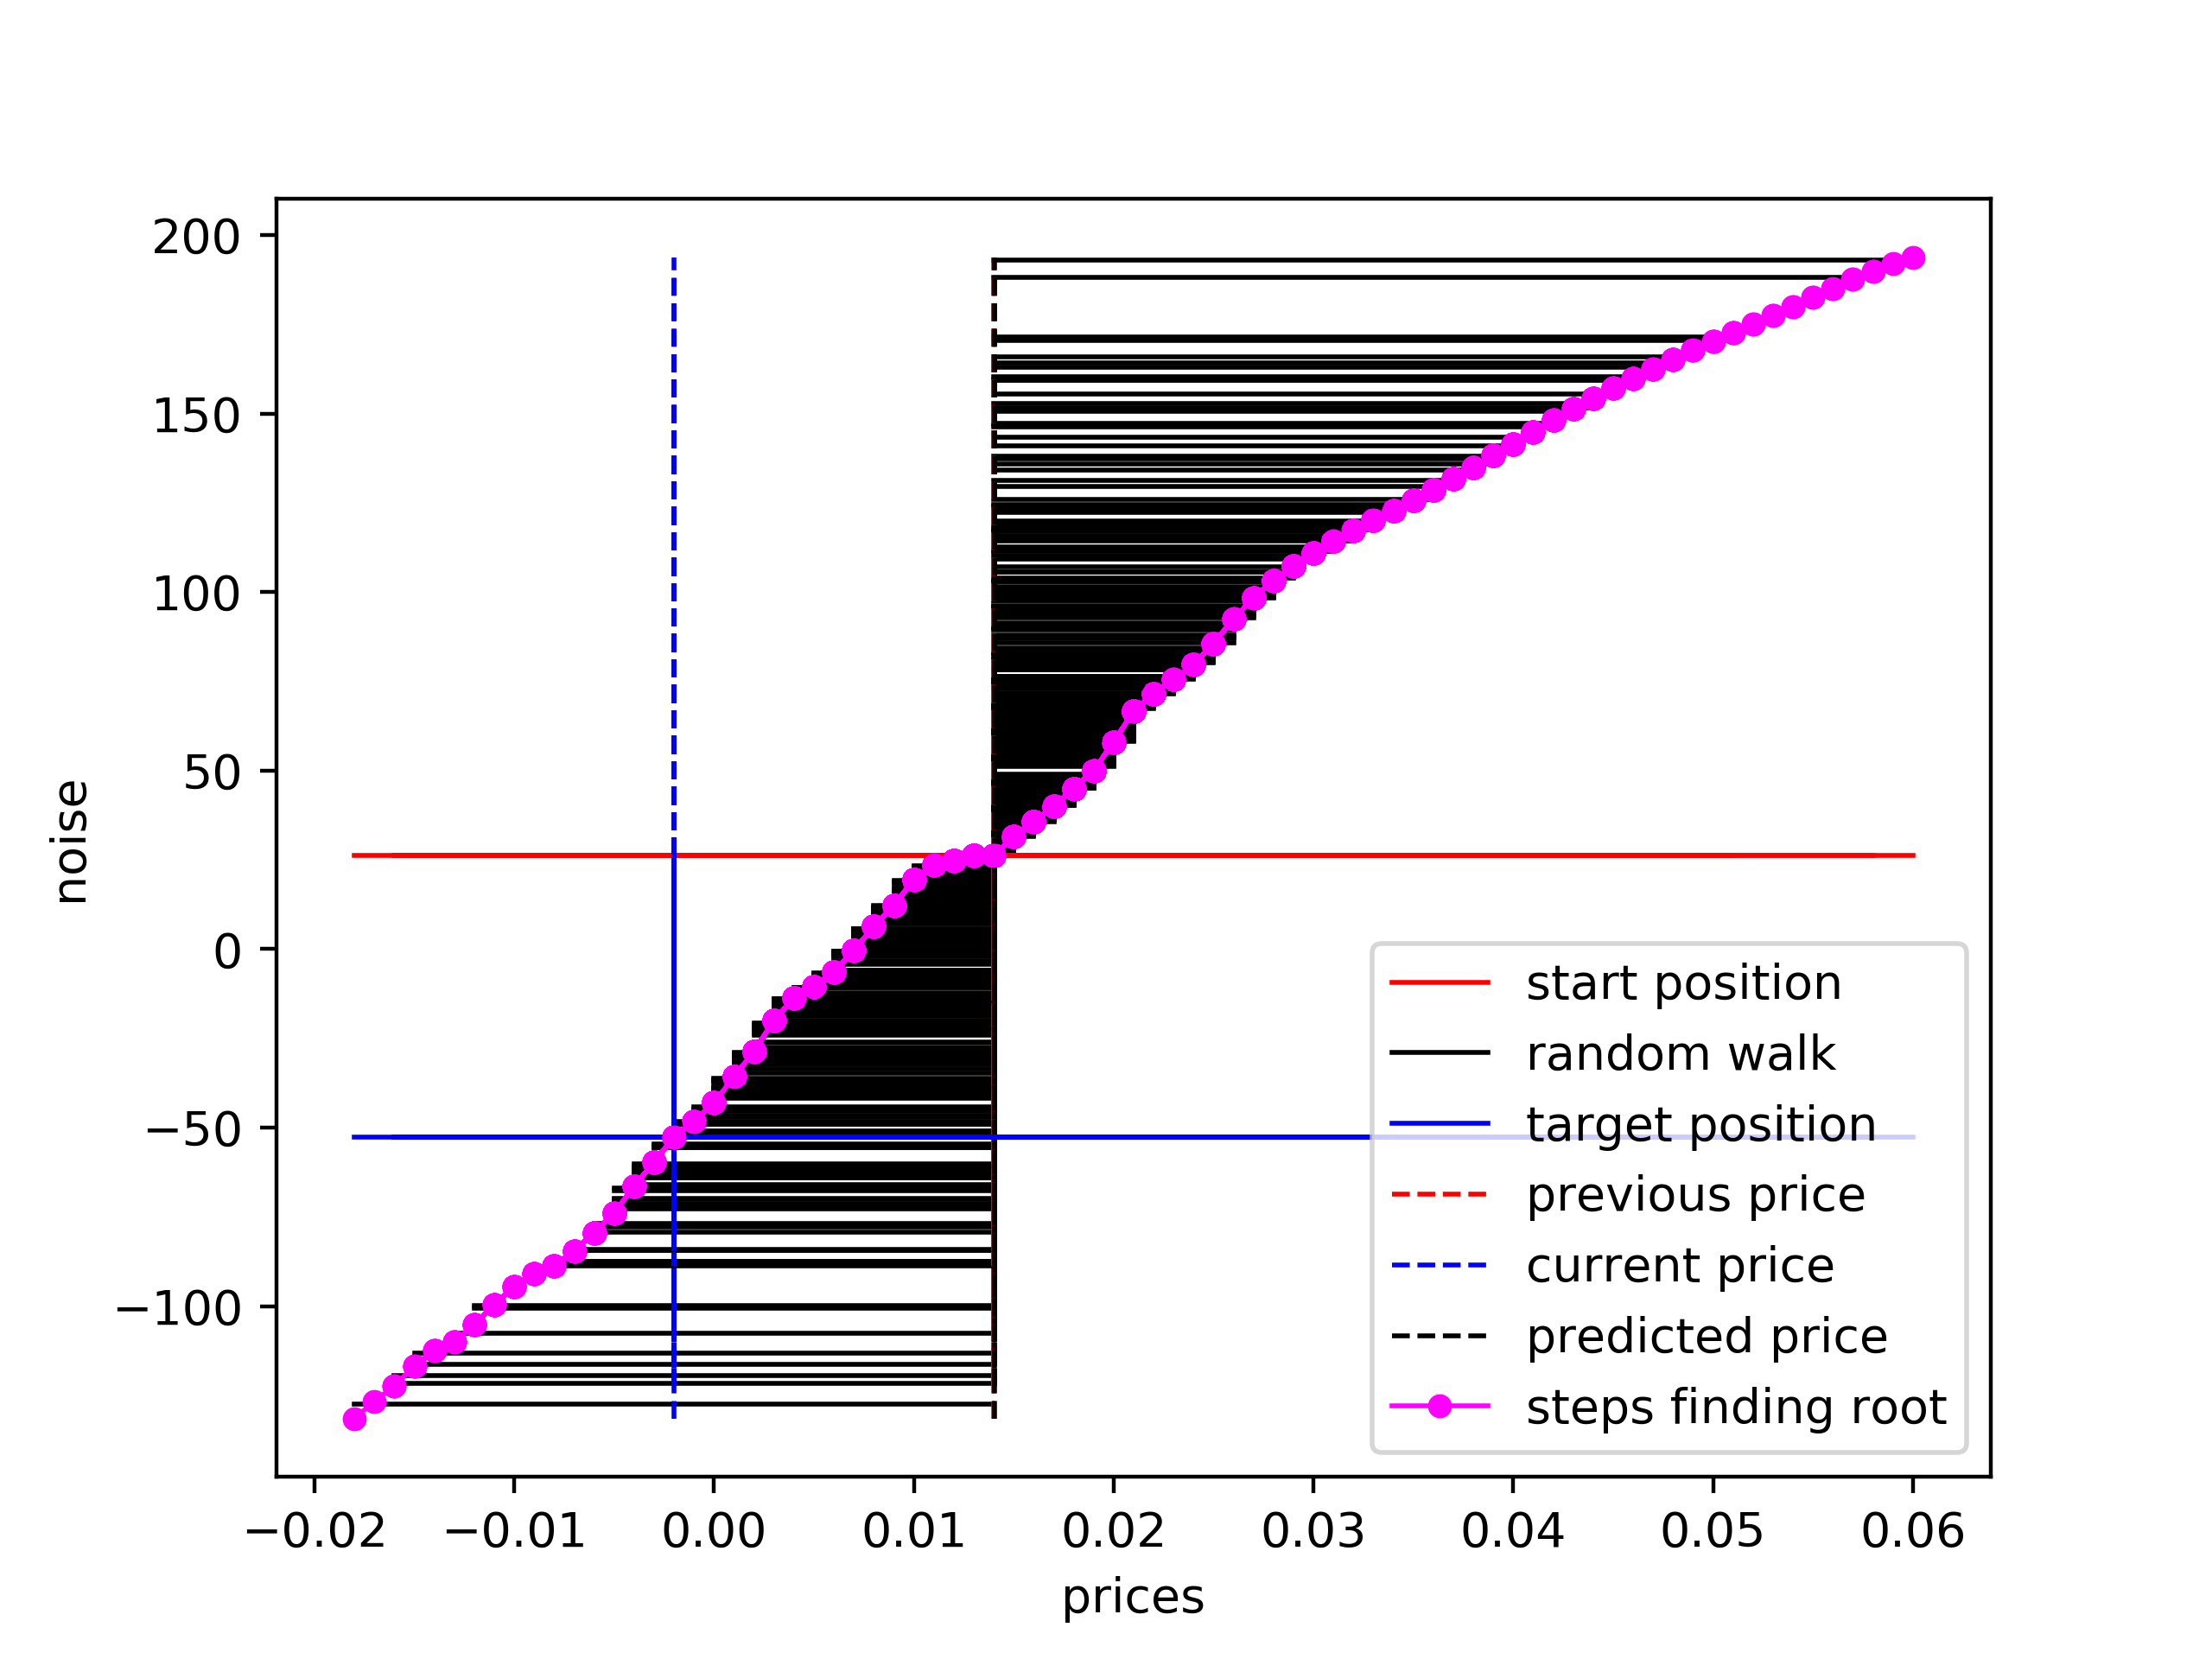 200
150
100
50
0
−50
−100
noise
−0.02 −0.01 0.00 0.01 0.02 0.03 0.04 0.05 0.06
prices
start position
random walk
target position
previous price
current price
predicted price
steps finding root